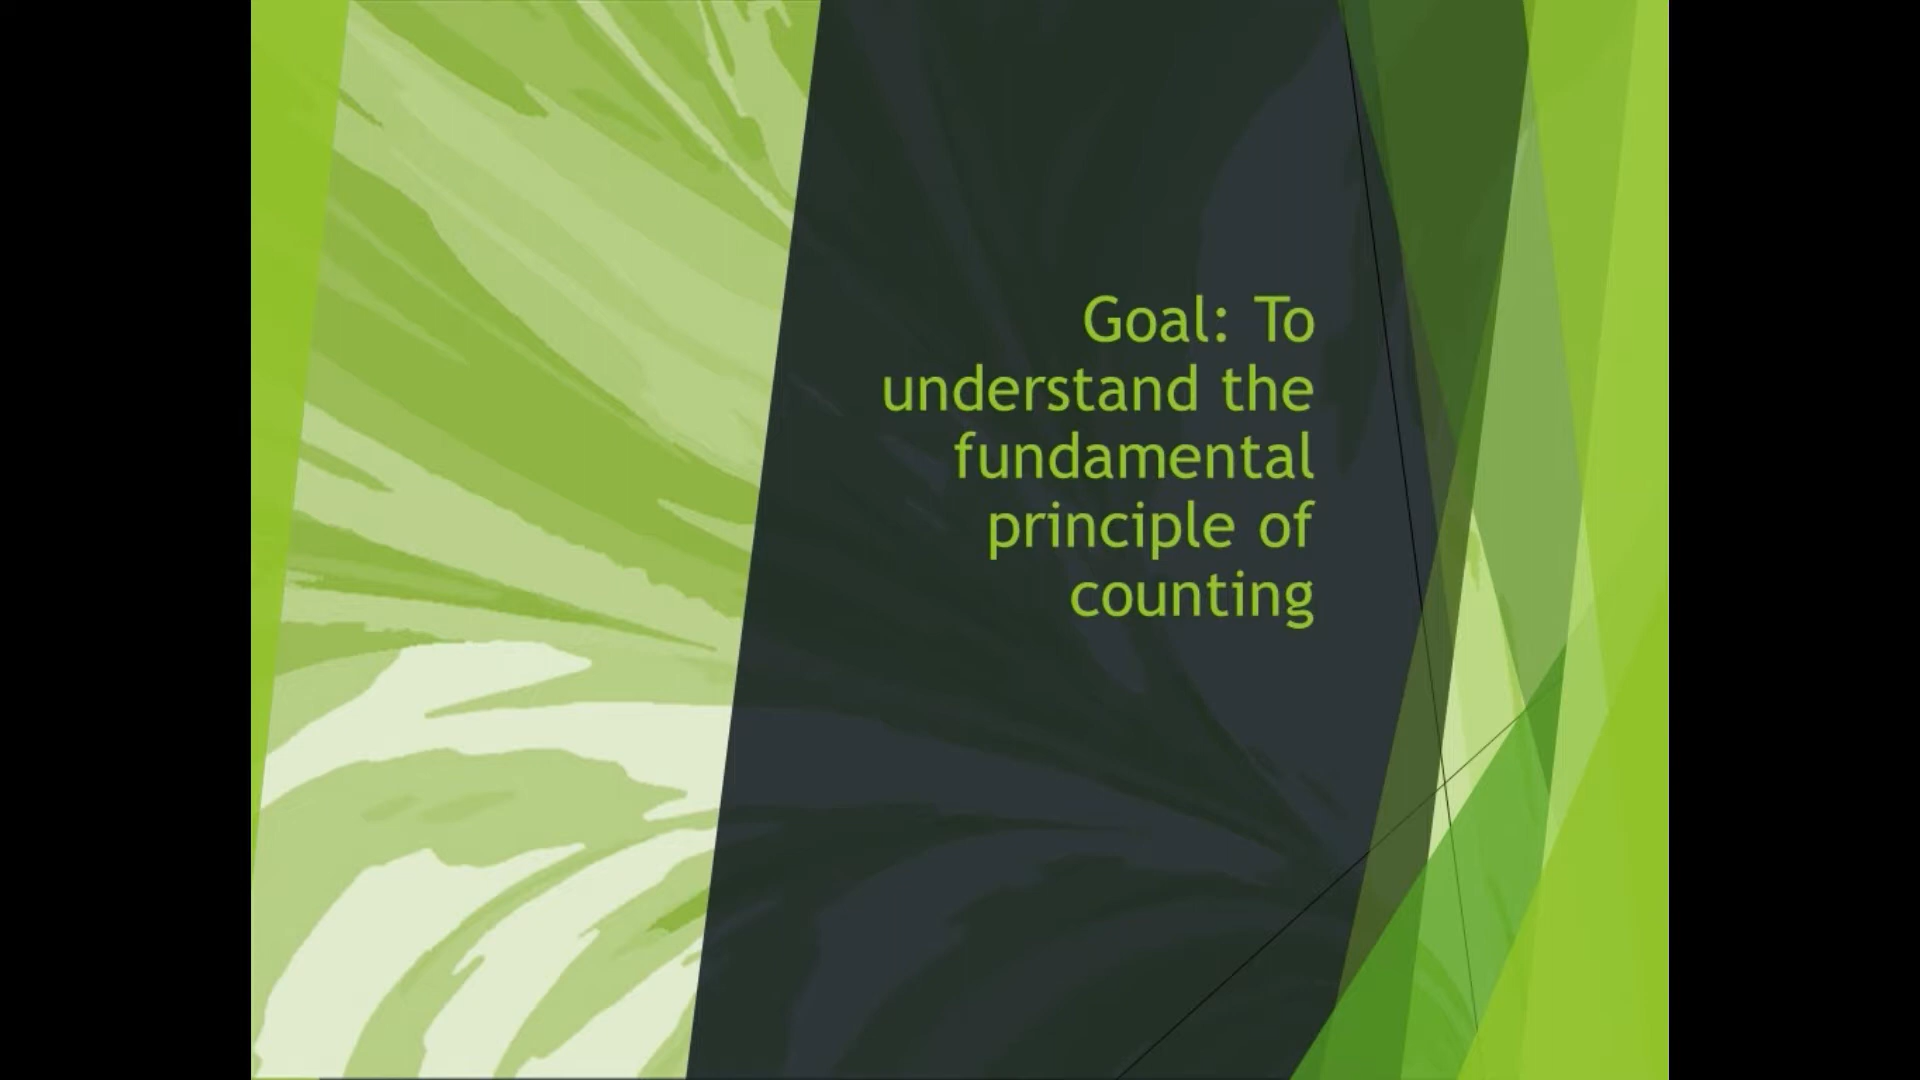 Goal: To
understand the
fundamental
principle of
counting